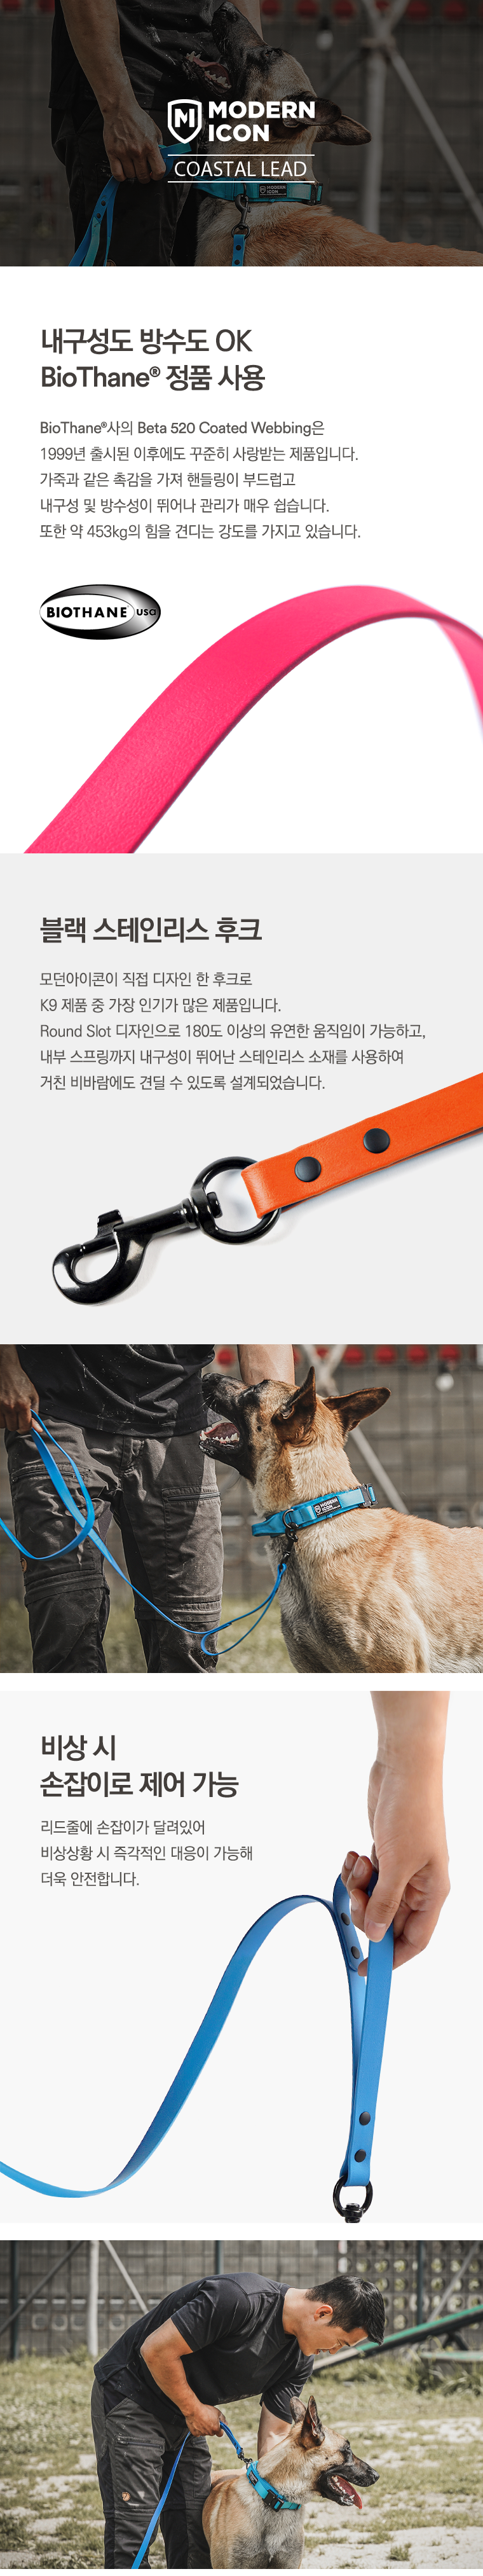 MODERN
ICON
COASTAL LEAD
내구성도 방수도 OK
BioThane® 정품 사용
BioThane®사의 Beta 520 Coated Webbing은
1999년 출시된 이후에도 꾸준히 사랑받는 제품입니다.
가죽과 같은 촉감을 가져 핸들링이 부드럽고
내구성 및 방수성이 뛰어나 관리가 매우 쉽습니다.
또한 약 453kg의 힘을 견디는 강도를 가지고 있습니다.
BIOTHANE USA
블랙 스테인리스 후크
모던아이콘이 직접 디자인 한 후크로
K9 제품 중 가장 인기가 많은 제품입니다.
Round Slot 디자인으로 180도 이상의 유연한 움직임이 가능하고,
내부 스프링까지 내구성이 뛰어난 스테인리스 소재를 사용하여
거친 비바람에도 견딜 수 있도록 설계되었습니다.
MODERN
ICON
비상 시
손잡이로 제어 가능
리드줄에 손잡이가 달려있어
비상상황 시 즉각적인 대응이 가능해
더욱 안전합니다.